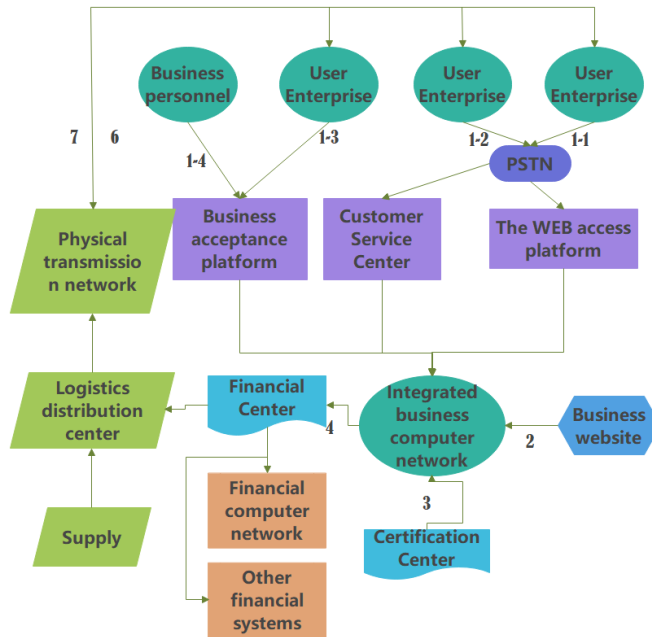 Business
personnel
User
Enterprise
User
Enterprise
User
Enterprise
7
6
1-4
1-3
1-2
1-1
PSTN
Physical
transmissio
n network
Business
acceptance
platform
Customer
Service
Center
The WEB access
platform
Logistics
distribution
center
Financial
Center
4
Integrated
business
computer
network
2
Business
website
3
Supply
Financial
computer
network
Certification
Center
Other
financial
systems